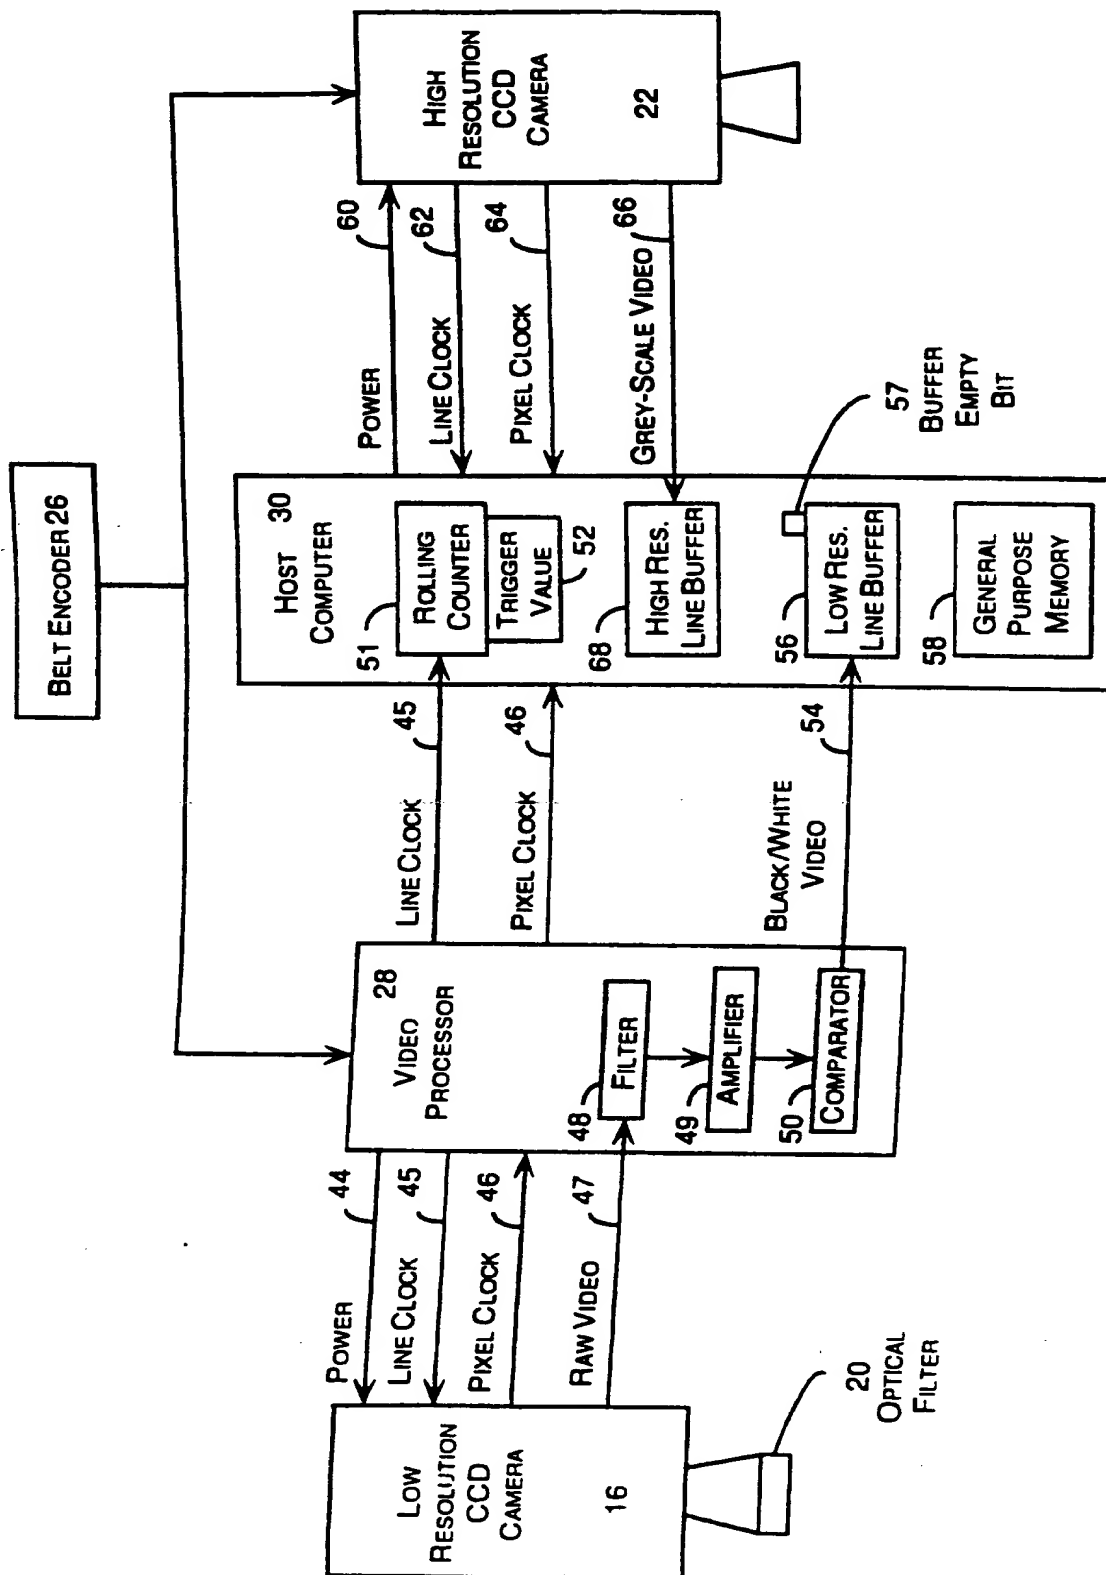 BELT ENCODER 26
LOW
RESOLUTION
CCD
CAMERA
16
20
OPTICAL
FILTER
POWER
44
LINE CLOCK
45
PIXEL CLOCK
46
RAW VIDEO
47
VIDEO
PROCESSOR
28
48
FILTER
49
AMPLIFIER
50
COMPARATOR
LINE CLOCK
45
PIXEL CLOCK
46
BLACK/WHITE
VIDEO
54
HOST
COMPUTER
30
51
ROLLING
COUNTER
TRIGGER
VALUE
52
68
HIGH RES.
LINE BUFFER
56
LOW RES.
LINE BUFFER
58
GENERAL
PURPOSE
MEMORY
57
BUFFER
EMPTY
BIT
POWER
60
LINE CLOCK
62
PIXEL CLOCK
64
GREY-SCALE VIDEO
66
HIGH
RESOLUTION
CCD
CAMERA
22